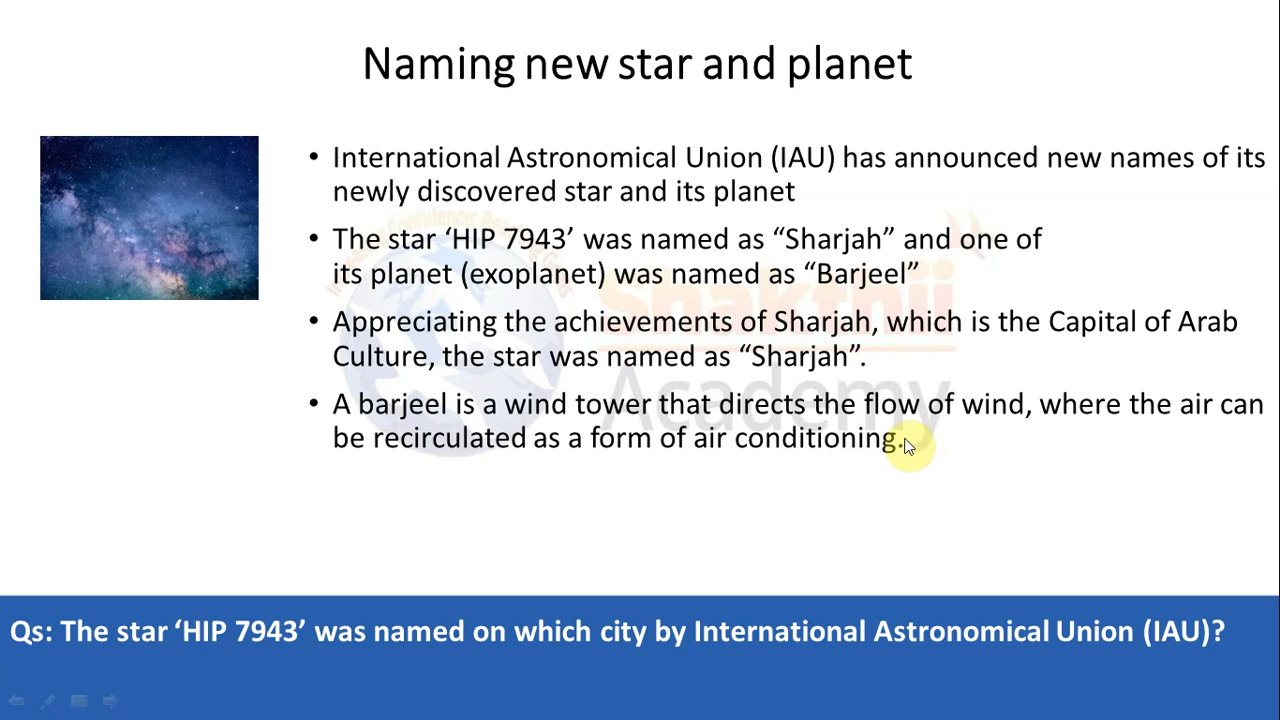 Naming new star and planet
• International Astronomical Union (IAU) has announced new names of its
newly discovered star and its planet
• The star ‘HIP 7943’ was named as “Sharjah” and one of
its planet (exoplanet) was named as “Barjeel”
• Appreciating the achievements of Sharjah, which is the Capital of Arab
Culture, the star was named as “Sharjah”.
• A barjeel is a wind tower that directs the flow of wind, where the air can
be recirculated as a form of air conditioning.
Shakthii
Academy
Qs: The star ‘HIP 7943’ was named on which city by International Astronomical Union (IAU)?